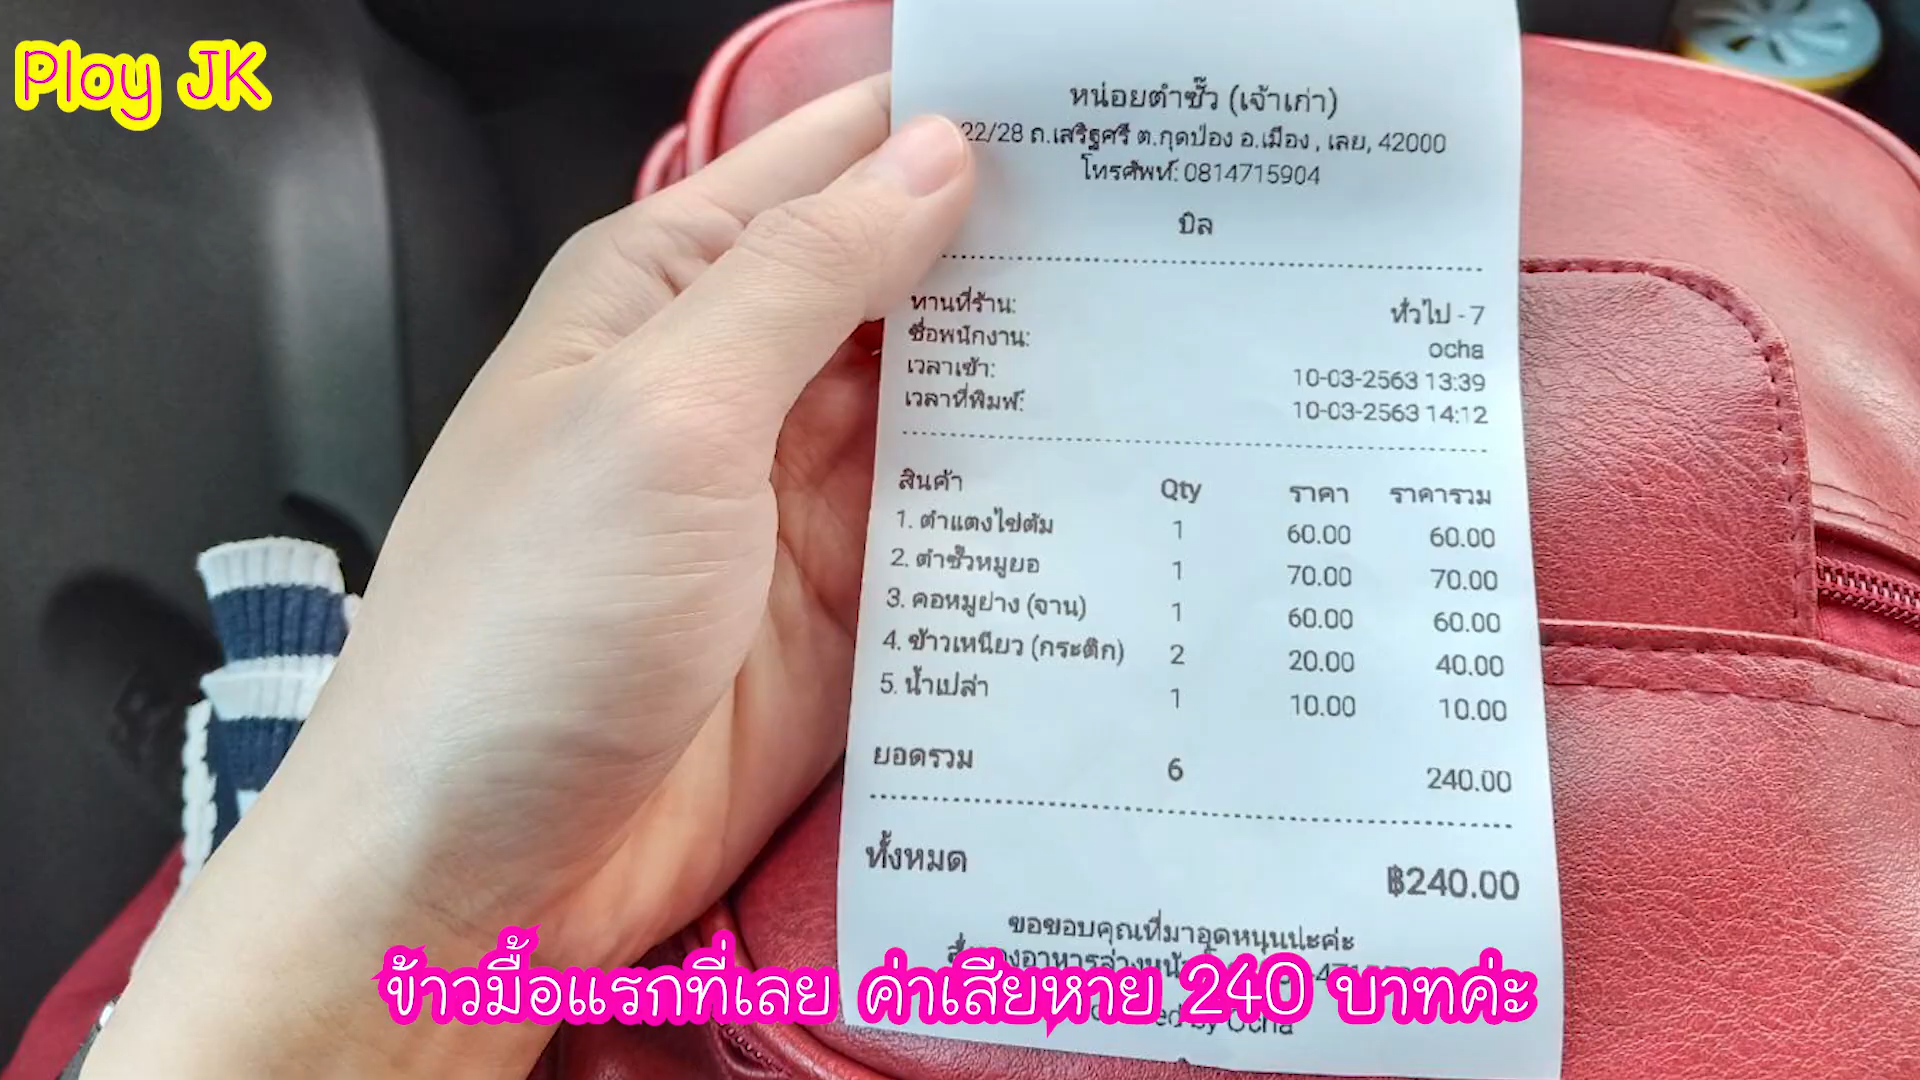 Ploy JK
หน่อยตำซั๊ว (เจ้าเก่า)
22/28 ถ.เสริฐศรี ต.กุดป่อง อ.เมือง , เลย, 42000
โทรศัพท์: 0814715904
บิล
ทานที่ร้าน: ทั่วไป - 7
ชื่อพนักงาน: ocha
เวลาเข้า: 10-03-2563 13:39
เวลาที่พิมพ์: 10-03-2563 14:12
สินค้า Qty ราคา ราคารวม
1. ตำแตงไข่ต้ม 1 60.00 60.00
2. ตำซั๊วหมูยอ 1 70.00 70.00
3. คอหมูย่าง (จาน) 1 60.00 60.00
4. ข้าวเหนียว (กระติ๊ก) 2 20.00 40.00
5. น้ำเปล่า 1 10.00 10.00
ยอดรวม 6 240.00
ทั้งหมด ฿240.00
ขอขอบคุณที่มาอุดหนุนนะค่ะ
ข้าวมื้อแรกที่เลย ค่าเสียหาย 240 บาทค่ะ
by Ocha